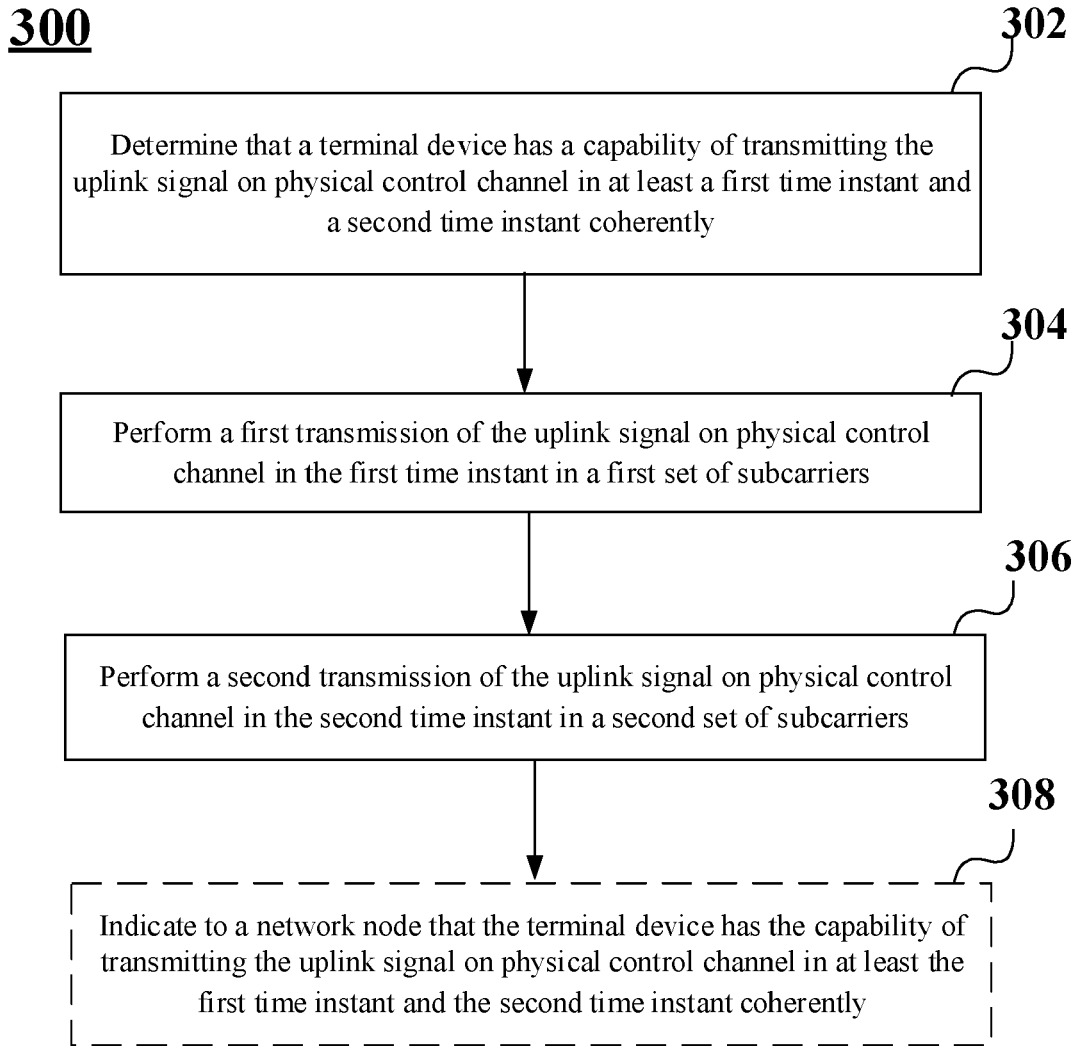 300
302
Determine that a terminal device has a capability of transmitting the
uplink signal on physical control channel in at least a first time instant and
a second time instant coherently
304
Perform a first transmission of the uplink signal on physical control
channel in the first time instant in a first set of subcarriers
306
Perform a second transmission of the uplink signal on physical control
channel in the second time instant in a second set of subcarriers
308
Indicate to a network node that the terminal device has the capability of
transmitting the uplink signal on physical control channel in at least the
first time instant and the second time instant coherently